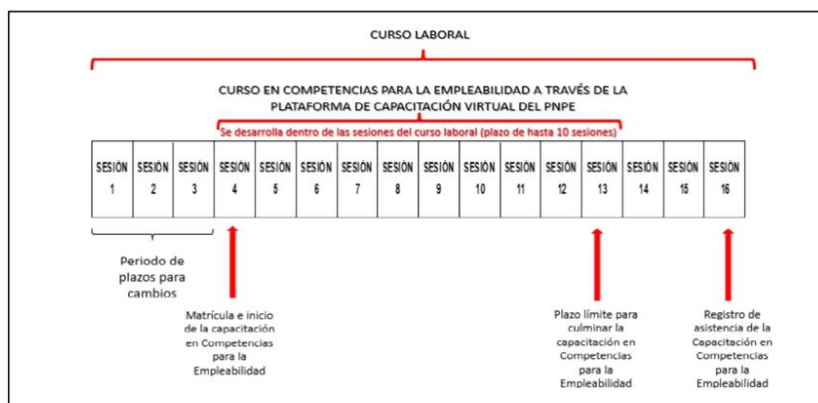 CURSO LABORAL
CURSO EN COMPETENCIAS PARA LA EMPLEABILIDAD A TRAVÉS DE LA
PLATAFORMA DE CAPACITACIÓN VIRTUAL DEL PNPE
Se desarrolla dentro de las sesiones del curso laboral (plazo de hasta 10 sesiones)
SESIÓN SESIÓN SESIÓN SESIÓN SESIÓN SESIÓN SESIÓN SESIÓN SESIÓN SESIÓN SESIÓN SESIÓN SESIÓN SESIÓN SESIÓN SESIÓN
1 2 3 4 5 6 7 8 9 10 11 12 13 14 15 16
Periodo de
plazos para
cambios
Matrícula e inicio
de la capacitación
en Competencias
para la
Empleabilidad
Plazo límite para
culminar la
capacitación en
Competencias
para la
Empleabilidad
Registro de
asistencia de la
Capacitación en
Competencias
para la
Empleabilidad